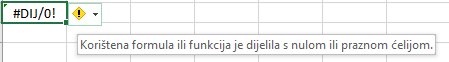 #DIJ/0!
Korištena formula ili funkcija je dijelila s nulom ili praznom ćelijom.